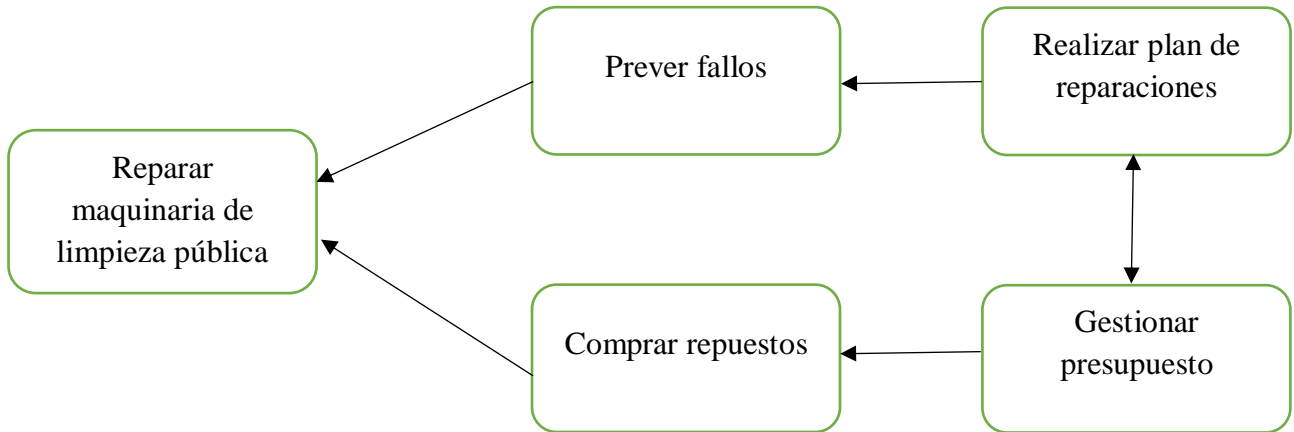 Prever fallos
Realizar plan de
reparaciones
Reparar
maquinaria de
limpieza pública
Comprar repuestos
Gestionar
presupuesto